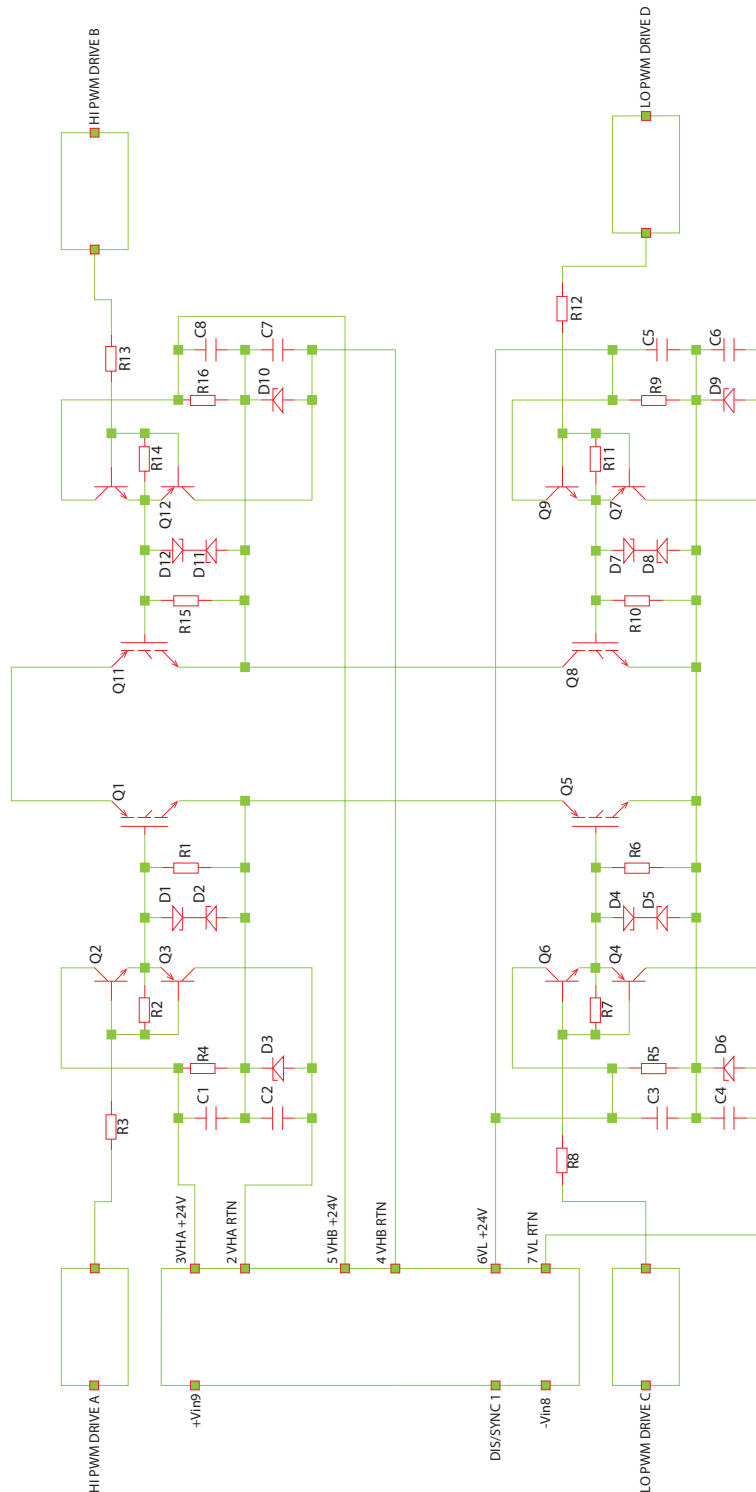 HI PWM DRIVE A
HI PWM DRIVE B
R3
R13
Q2
Q1
Q11
R2
Q3
D1
D2
R1
R15
D12
D11
Q12
R14
C1
R4
C2
D3
R16
C8
D10
C7
+Vin9
DIS/SYNC 1
-Vin8
3VHA +24V
2 VHA RTN
5 VHB +24V
4 VHB RTN
6VL +24V
7 VL RTN
LO PWM DRIVE C
LO PWM DRIVE D
R8
R12
Q6
Q5
Q8
Q9
R7
Q4
D4
D5
R6
R10
D7
D8
Q7
R11
C3
R5
C4
D6
R9
C5
D9
C6